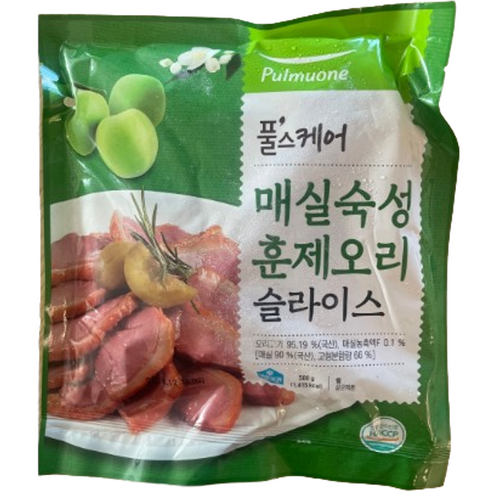 Pulmuone
풀스케어
매실숙성
훈제오리
슬라이스
오리고기 95.19 %(국산), 매실농축액F 0.1 %
[매실 90 %(국산), 고형분함량 66 %]
500 g
HACCP